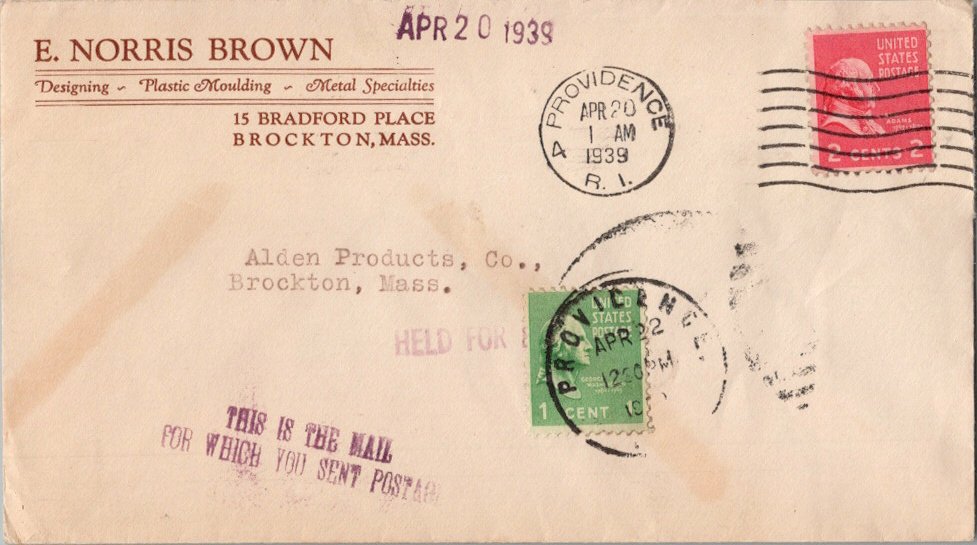 APR 20 1939
E. NORRIS BROWN
Designing ~ Plastic Moulding ~ Metal Specialties
15 BRADFORD PLACE
BROCKTON, MASS.
4 PROVIDENCE
APR 20
1 AM
1939
R. I.
UNITED
STATES
POSTAGE
ADAMS
2 CENTS 2
Alden Products, Co.,
Brockton, Mass.
HELD FOR
UNITED
STATES
POSTAGE
1 CENT
PROVIDENCE,
APR 22
THIS IS THE MAIL
FOR WHICH YOU SENT POSTAG